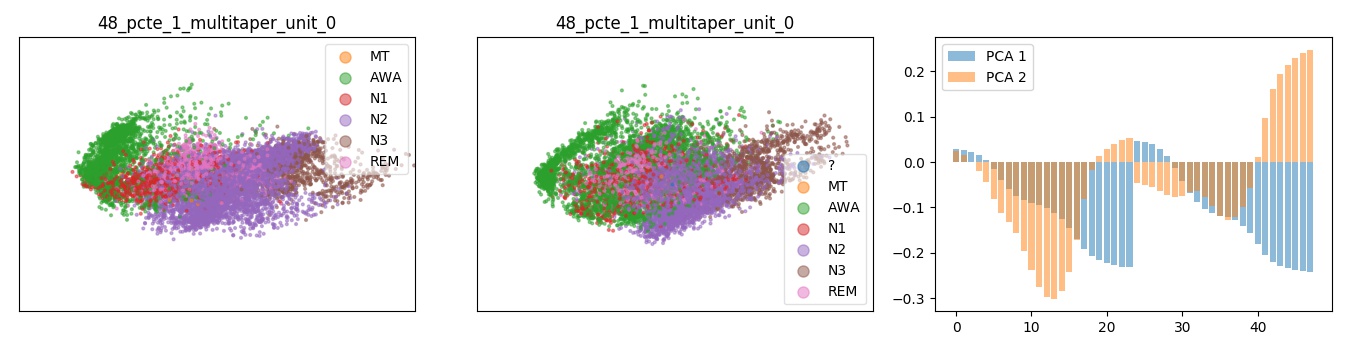 48_pcte_1_multitaper_unit_0
MT
AWA
N1
N2
N3
REM
48_pcte_1_multitaper_unit_0
?
MT
AWA
N1
N2
N3
REM
PCA 1
PCA 2
0.2
0.1
0.0
−0.1
−0.2
−0.3
0 10 20 30 40